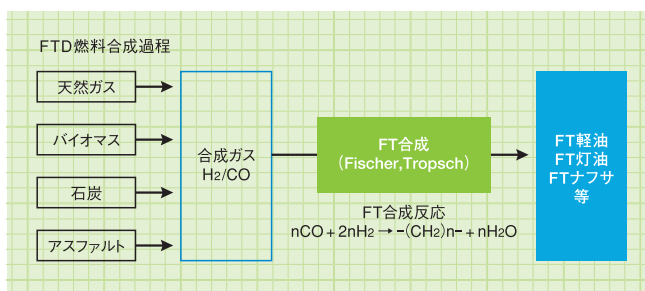 FTD燃料合成過程
天然ガス
バイオマス
石炭
アスファルト
合成ガス
H2/CO
FT合成
(Fischer,Tropsch)
FT合成反応
nCO+2nH2→-(CH2)n-+nH2O
FT軽油
FT灯油
FTナフサ
等